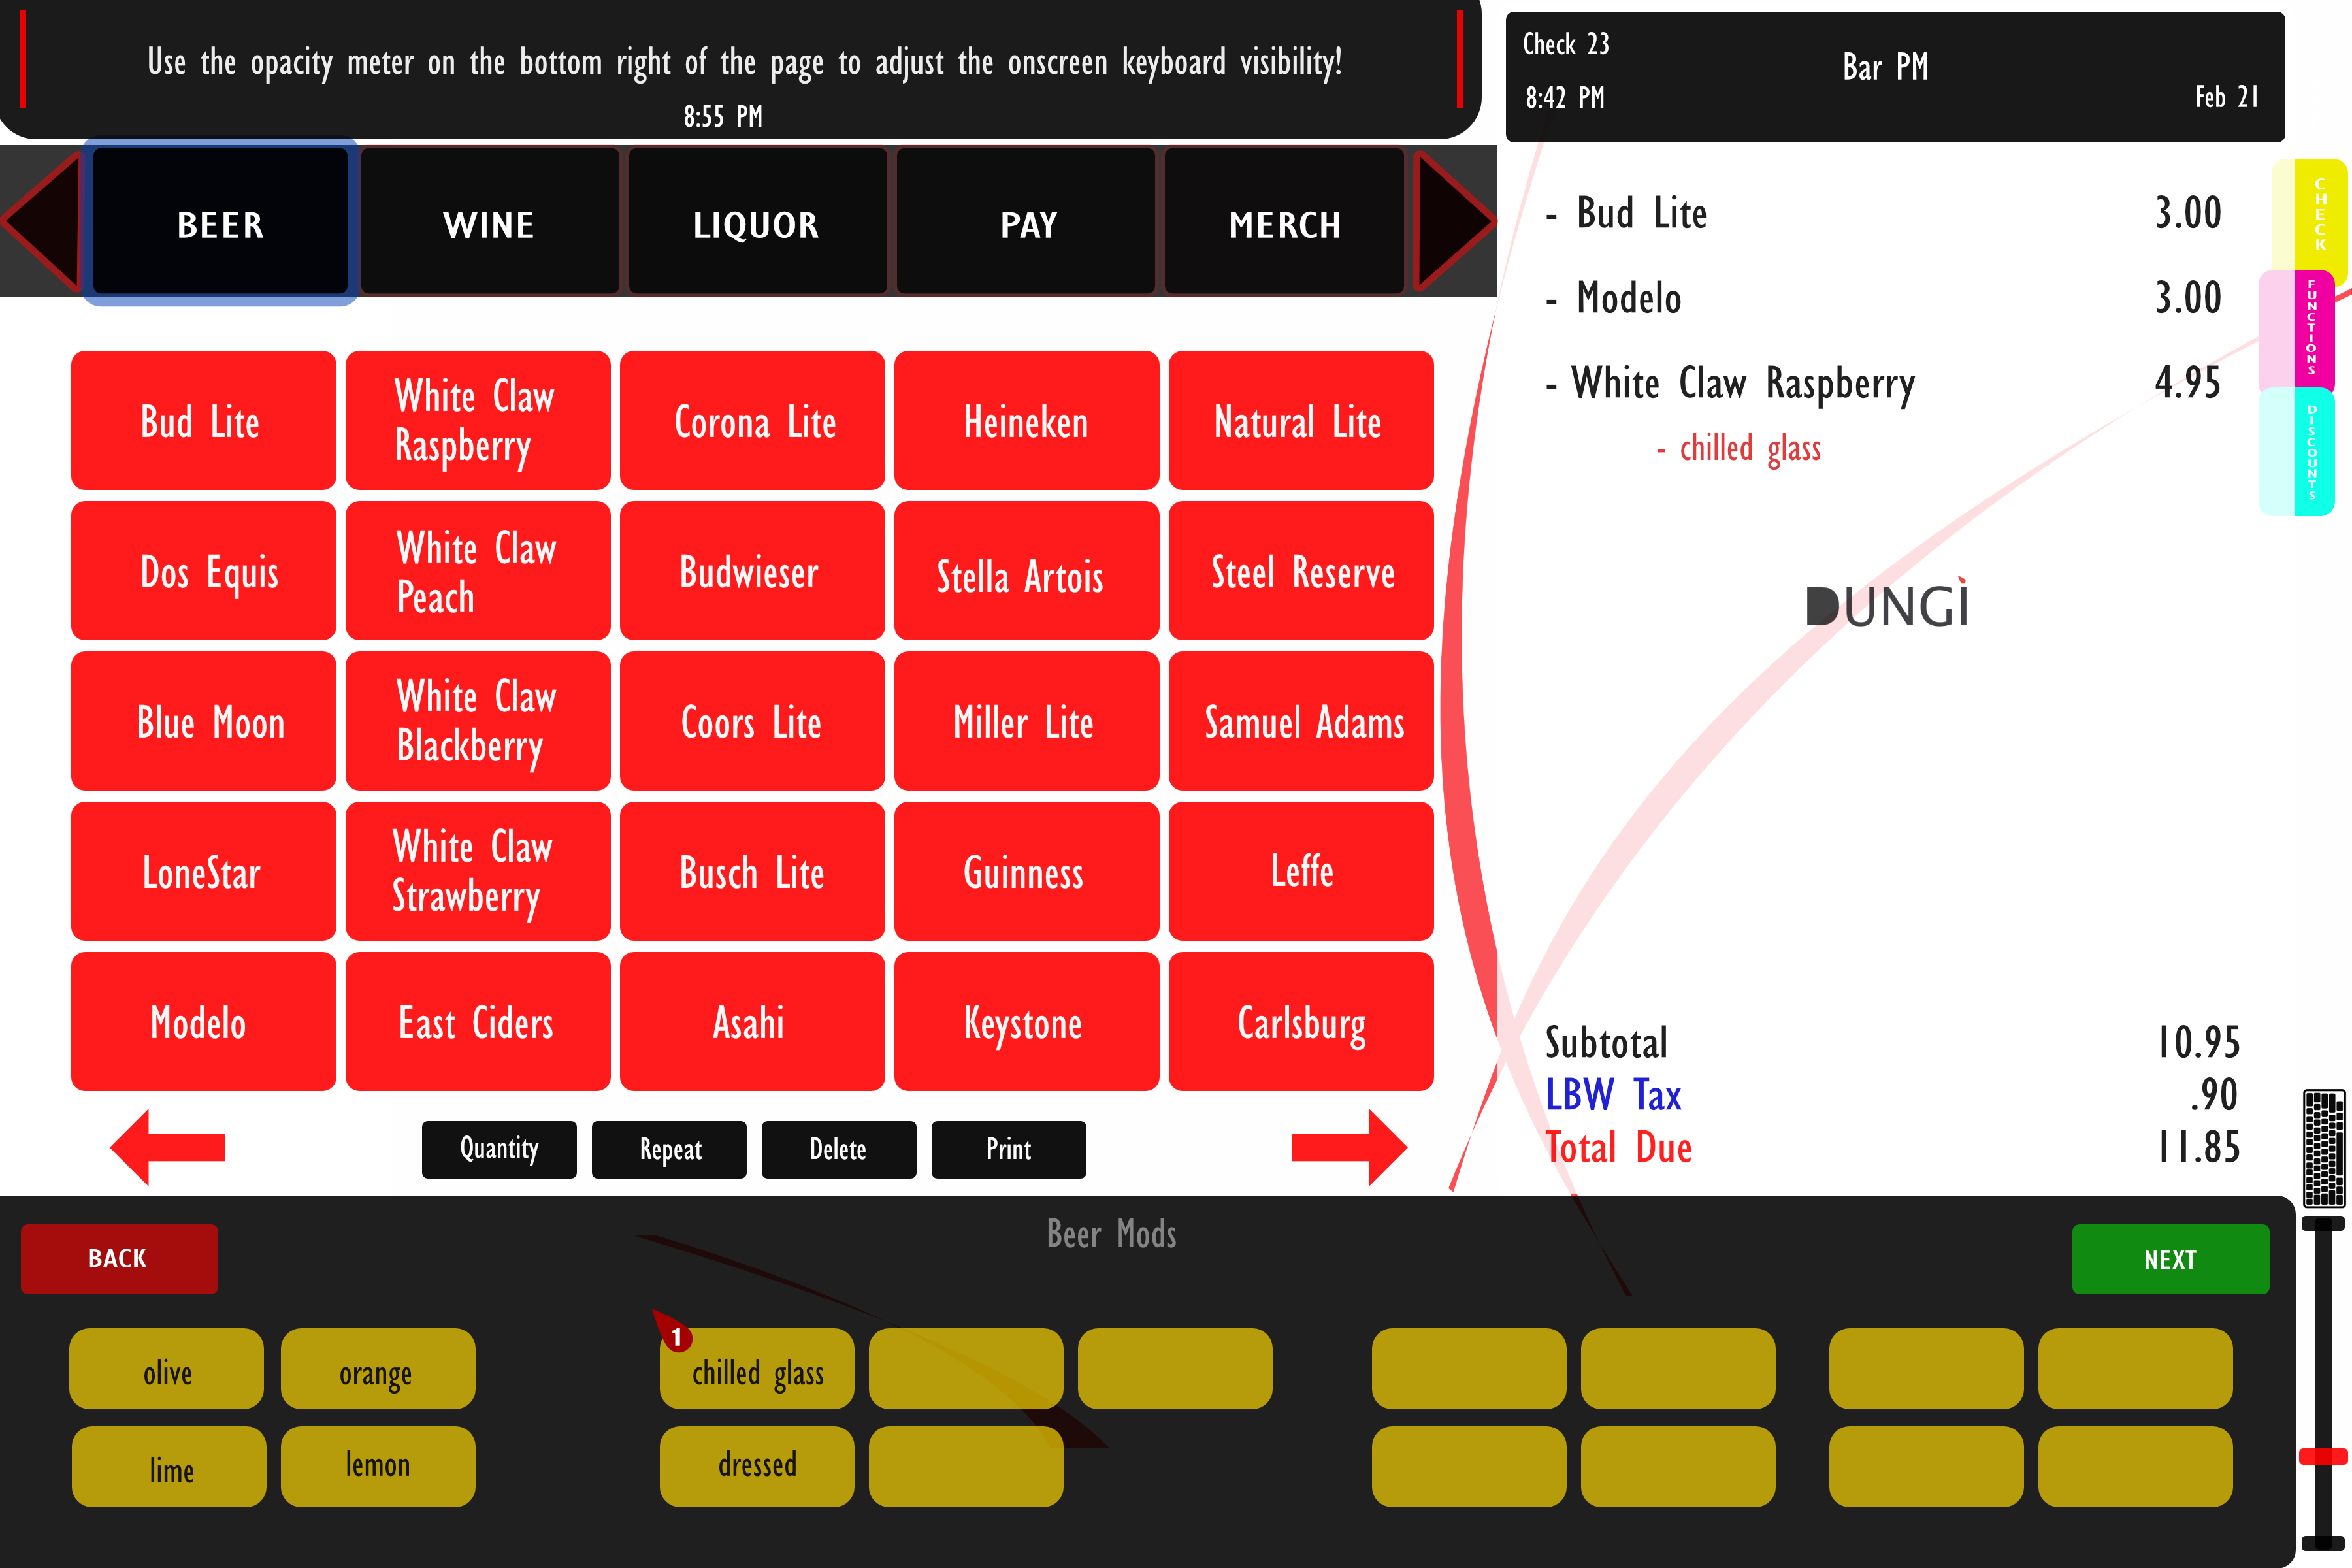 Use the opacity meter on the bottom right of the page to adjust the onscreen keyboard visibility!
8:55 PM
Check 23
Bar PM
8:42 PM
Feb 21
BEER
WINE
LIQUOR
PAY
MERCH
Bud Lite
White Claw
Raspberry
Corona Lite
Heineken
Natural Lite
Dos Equis
White Claw
Peach
Budwieser
Stella Artois
Steel Reserve
Blue Moon
White Claw
Blackberry
Coors Lite
Miller Lite
Samuel Adams
LoneStar
White Claw
Strawberry
Busch Lite
Guinness
Leffe
Modelo
East Ciders
Asahi
Keystone
Carlsburg
Quantity
Repeat
Delete
Print
- Bud Lite 3.00
- Modelo 3.00
- White Claw Raspberry 4.95
- chilled glass
CHECK
FUNCTIONS
DISCOUNTS
DUNGÌ
Subtotal 10.95
LBW Tax .90
Total Due 11.85
Beer Mods
BACK
NEXT
olive
orange
1
chilled glass
lime
lemon
dressed